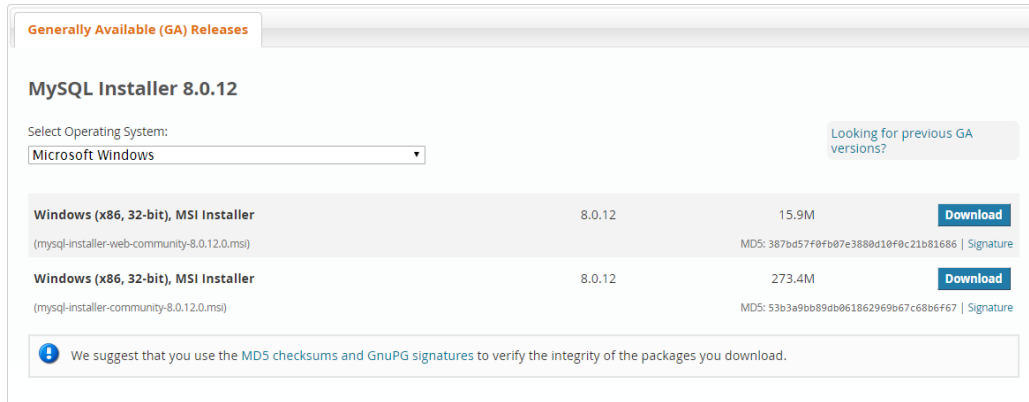 Generally Available (GA) Releases
MySQL Installer 8.0.12
Select Operating System:
Microsoft Windows
Looking for previous GA
versions?
Windows (x86, 32-bit), MSI Installer 8.0.12 15.9M Download
(mysql-installer-web-community-8.0.12.0.msi) MD5: 387bd57f0fb07e3880d10f0c21b81686 | Signature
Windows (x86, 32-bit), MSI Installer 8.0.12 273.4M Download
(mysql-installer-community-8.0.12.0.msi) MD5: 53b3a9bb89db061862969b67c68b6f67 | Signature
We suggest that you use the MD5 checksums and GnuPG signatures to verify the integrity of the packages you download.